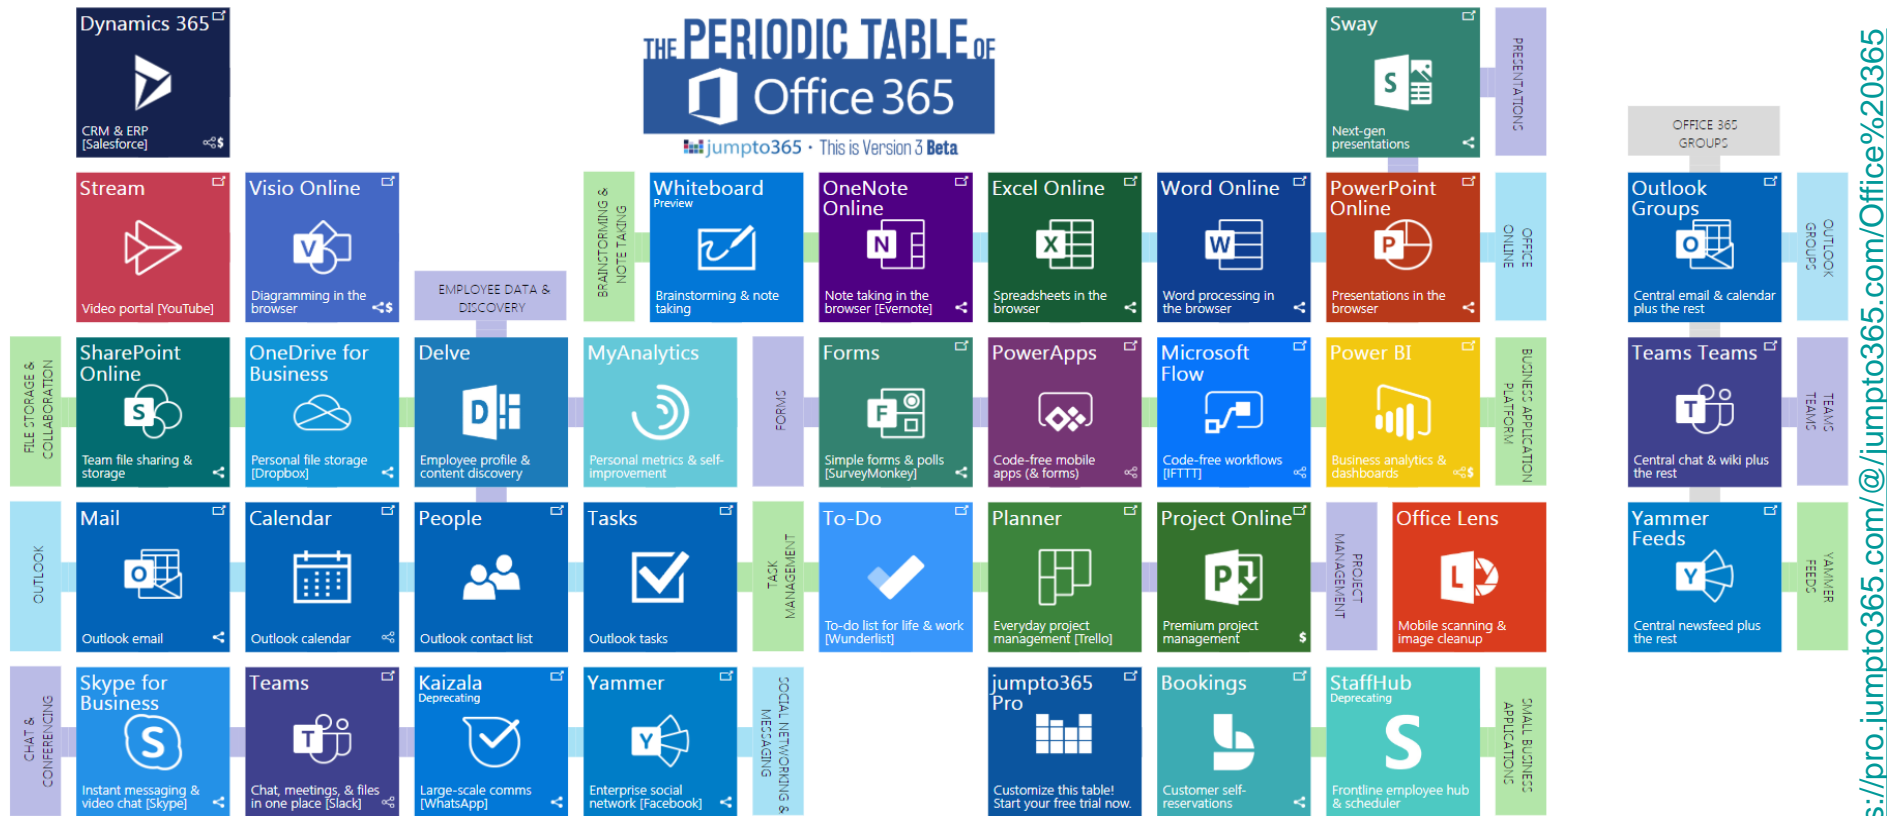 Dynamics 365
CRM & ERP
[Salesforce]
$
THE PERIODIC TABLE OF
Office 365
jumpto365 · This is Version 3 Beta
Sway
S
Next-gen
presentations
PRESENTATIONS
OFFICE 365
GROUPS
Stream
Video portal [YouTube]
Visio Online
V
Diagramming in the
browser
$
EMPLOYEE DATA &
DISCOVERY
BRAINSTORMING &
NOTE TAKING
Whiteboard
Preview
Brainstorming & note
taking
OneNote
Online
N
Note taking in the
browser [Evernote]
Excel Online
X
Spreadsheets in the
browser
Word Online
W
Word processing in
the browser
PowerPoint
Online
P
Presentations in the
browser
OFFICE
ONLINE
Outlook
Groups
O
Central email & calendar
plus the rest
OUTLOOK
GROUPS
FILE STORAGE &
COLLABORATION
SharePoint
Online
S
Team file sharing &
storage
OneDrive for
Business
Personal file storage
[Dropbox]
Delve
D
Employee profile &
content discovery
MyAnalytics
Personal metrics & self-
improvement
FORMS
Forms
F
Simple forms & polls
[SurveyMonkey]
PowerApps
Code-free mobile
apps (& forms)
Microsoft
Flow
Code-free workflows
[IFTTT]
Power BI
Business analytics &
dashboards
$
BUSINESS APPLICATION
PLATFORM
Teams Teams
T
Central chat & wiki plus
the rest
TEAMS
TEAMS
OUTLOOK
Mail
O
Outlook email
Calendar
Outlook calendar
People
Outlook contact list
Tasks
Outlook tasks
TASK
MANAGEMENT
To-Do
To-do list for life & work
[Wunderlist]
Planner
Everyday project
management [Trello]
Project Online
P
Premium project
management
$
PROJECT
MANAGEMENT
Office Lens
L
Mobile scanning &
image cleanup
Yammer
Feeds
Y
Central newsfeed plus
the rest
YAMMER
FEEDS
CHAT &
CONFERENCING
Skype for
Business
S
Instant messaging &
video chat [Skype]
Teams
T
Chat, meetings, & files
in one place [Slack]
Kaizala
Deprecating
Large-scale comms
[WhatsApp]
Yammer
Y
Enterprise social
network [Facebook]
SOCIAL NETWORKING &
MESSAGING
jumpto365
Pro
Customize this table!
Start your free trial now.
Bookings
Customer self-
reservations
StaffHub
Deprecating
S
Frontline employee hub
& scheduler
SMALL BUSINESS
APPLICATIONS
s://pro.jumpto365.com/@/jumpto365.com/Office%20365